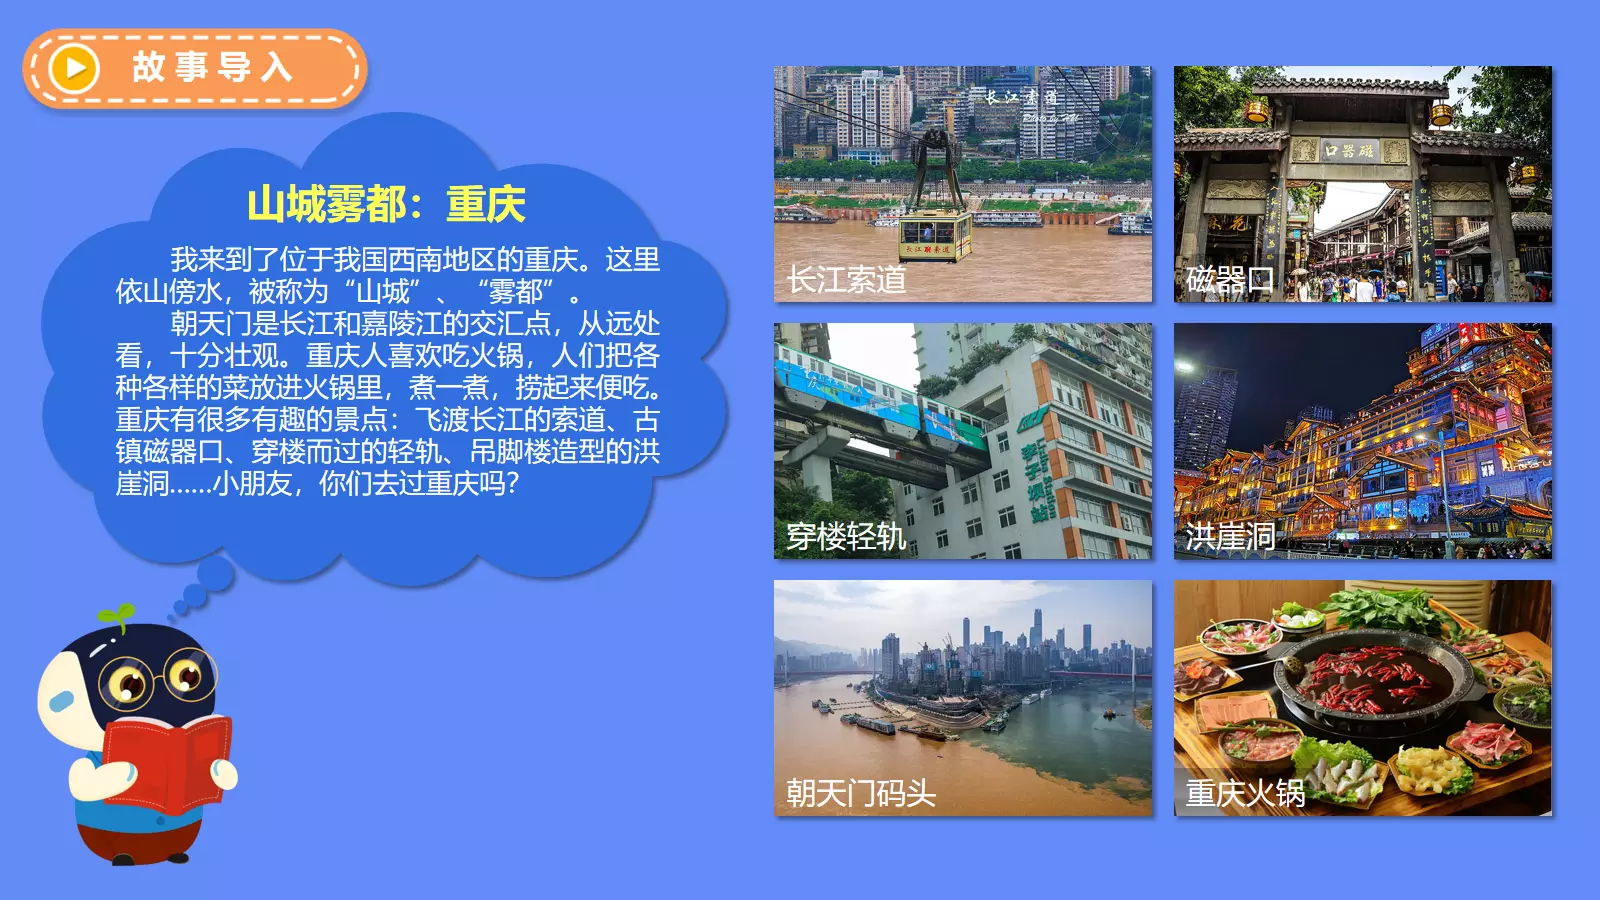 故事导入
山城雾都：重庆
我来到了位于我国西南地区的重庆。这里
依山傍水，被称为“山城”、“雾都”。
朝天门是长江和嘉陵江的交汇点，从远处
看，十分壮观。重庆人喜欢吃火锅，人们把各
种各样的菜放进火锅里，煮一煮，捞起来便吃。
重庆有很多有趣的景点：飞渡长江的索道、古
镇磁器口、穿楼而过的轻轨、吊脚楼造型的洪
崖洞……小朋友，你们去过重庆吗?
长江索道
长江索道
口器磁
麻花
磁器口
李子坝站
穿楼轻轨
洪崖洞
朝天门码头
重庆火锅